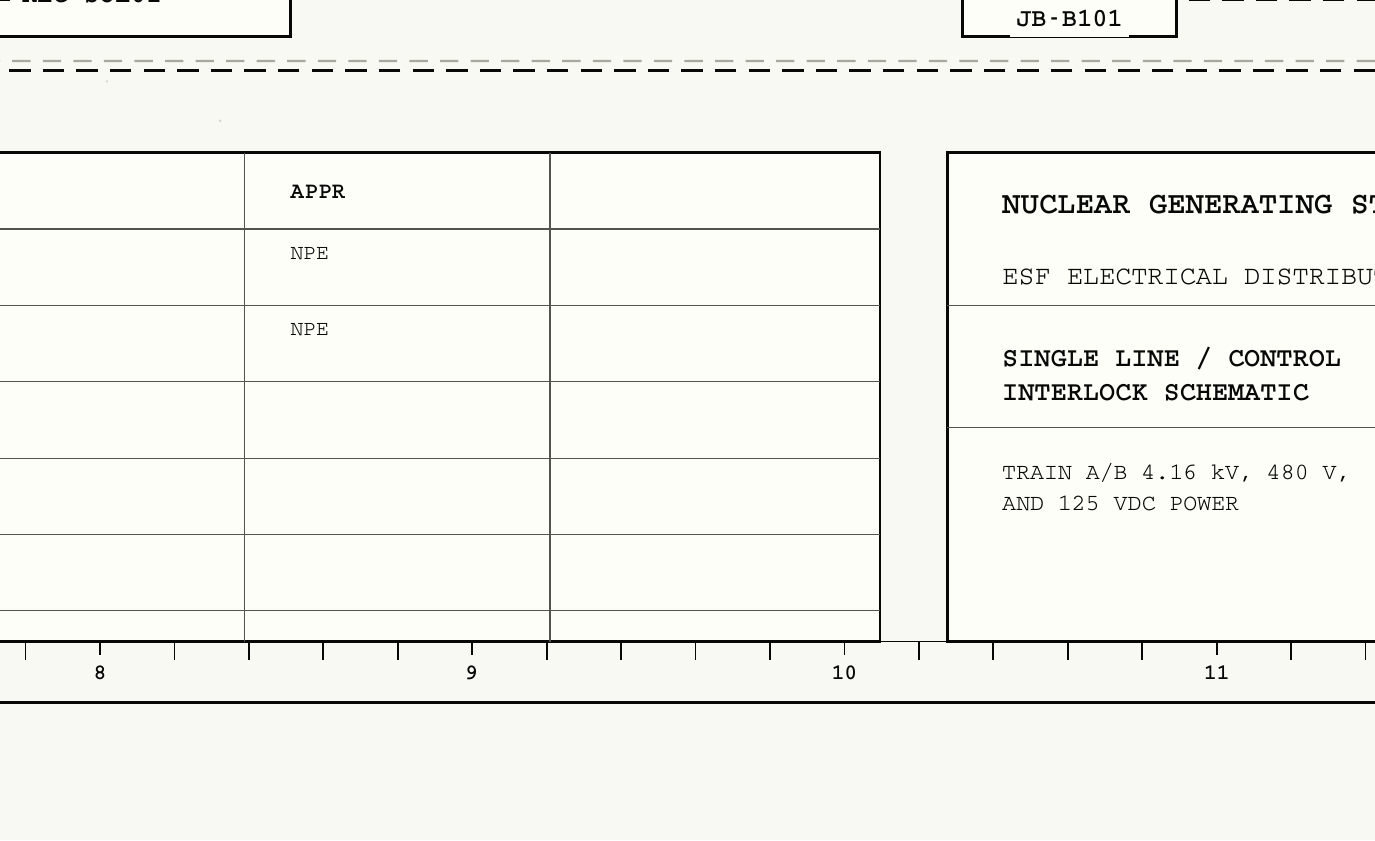 JB-B101
APPR
NPE
NPE
NUCLEAR GENERATING
ESF ELECTRICAL
SINGLE LINE / CONTROL
INTERLOCK SCHEMATIC
TRAIN A/B 4.16 kV, 480 V,
AND 125 VDC POWER
8 9 10 11